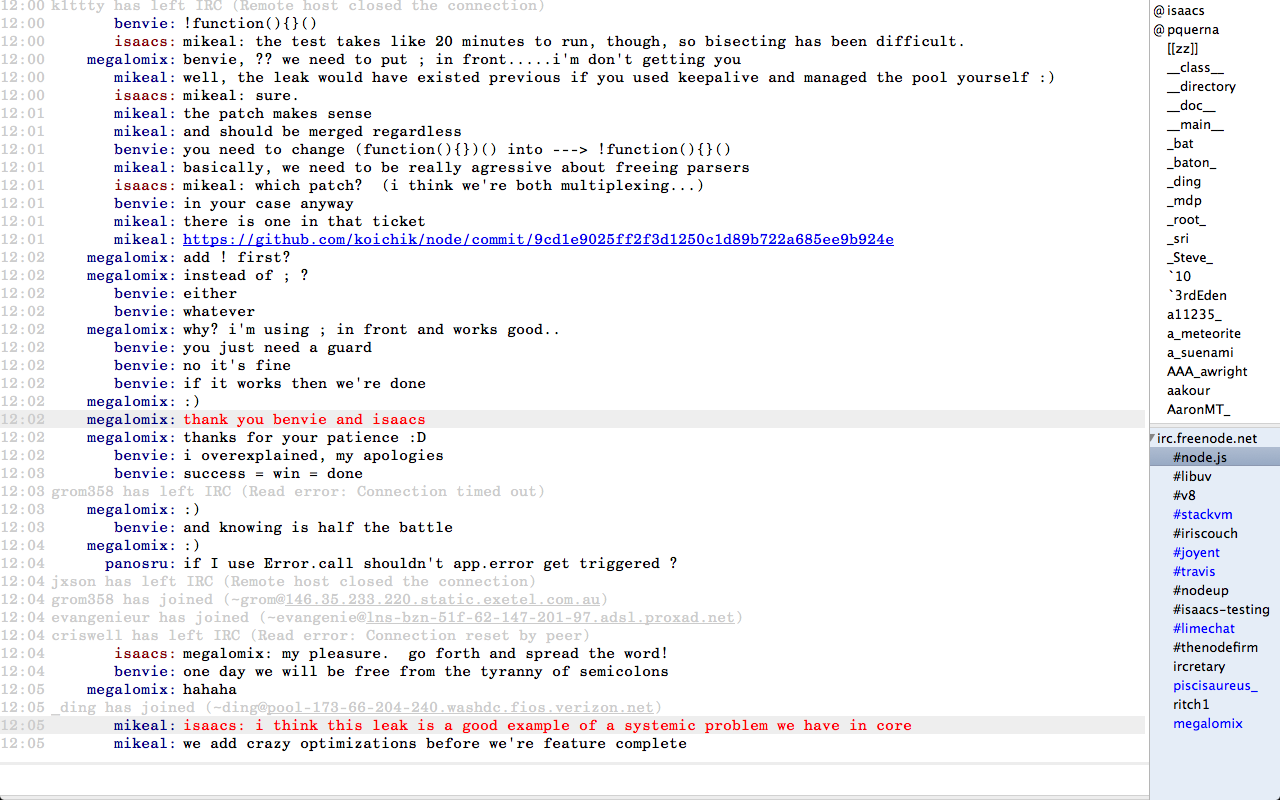 12:00 k1ttty has left IRC (Remote host closed the connection)
12:00 benvie: !function(){}()
12:00 isaacs: mikeal: the test takes like 20 minutes to run, though, so bisecting has been difficult.
12:00 megalomix: benvie, ?? we need to put ; in front.....i'm don't getting you
12:00 mikeal: well, the leak would have existed previous if you used keepalive and managed the pool yourself :)
12:00 isaacs: mikeal: sure.
12:01 mikeal: the patch makes sense
12:01 mikeal: and should be merged regardless
12:01 benvie: you need to change (function(){})() into ---> !function(){}()
12:01 mikeal: basically, we need to be really agressive about freeing parsers
12:01 isaacs: mikeal: which patch?  (i think we're both multiplexing...)
12:01 benvie: in your case anyway
12:01 mikeal: there is one in that ticket
12:01 mikeal: https://github.com/koichik/node/commit/9cd1e9025ff2f3d1250c1d89b722a685ee9b924e
12:02 megalomix: add ! first?
12:02 megalomix: instead of ; ?
12:02 benvie: either
12:02 benvie: whatever
12:02 megalomix: why? i'm using ; in front and works good..
12:02 benvie: you just need a guard
12:02 benvie: no it's fine
12:02 benvie: if it works then we're done
12:02 megalomix: :)
12:02 megalomix: thank you benvie and isaacs
12:02 megalomix: thanks for your patience :D
12:02 benvie: i overexplained, my apologies
12:03 benvie: success = win = done
12:03 grom358 has left IRC (Read error: Connection timed out)
12:03 megalomix: :)
12:03 benvie: and knowing is half the battle
12:04 megalomix: :)
12:04 panosru: if I use Error.call shouldn't app.error get triggered ?
12:04 jxson has left IRC (Remote host closed the connection)
12:04 grom358 has joined (~grom@146.35.233.220.static.exetel.com.au)
12:04 evangenieur has joined (~evangenie@lns-bzn-51f-62-147-201-97.adsl.proxad.net)
12:04 criswell has left IRC (Read error: Connection reset by peer)
12:04 isaacs: megalomix: my pleasure.  go forth and spread the word!
12:04 benvie: one day we will be free from the tyranny of semicolons
12:05 megalomix: hahaha
12:05 _ding has joined (~ding@pool-173-66-204-240.washdc.fios.verizon.net)
12:05 mikeal: isaacs: i think this leak is a good example of a systemic problem we have in core
12:05 mikeal: we add crazy optimizations before we're feature complete
@isaacs
@pquerna
[[zz]]
__class__
__directory
__doc__
__main__
_bat
_baton_
_ding
_mdp
_root_
_sri
_Steve_
`10
`3rdEden
a11235_
a_meteorite
a_suenami
AAA_awright
aakour
AaronMT_
irc.freenode.net
#node.js
#libuv
#v8
#stackvm
#iriscouch
#joyent
#travis
#nodeup
#isaacs-testing
#limechat
#thenodefirm
ircretary
piscisaureus_
ritch1
megalomix